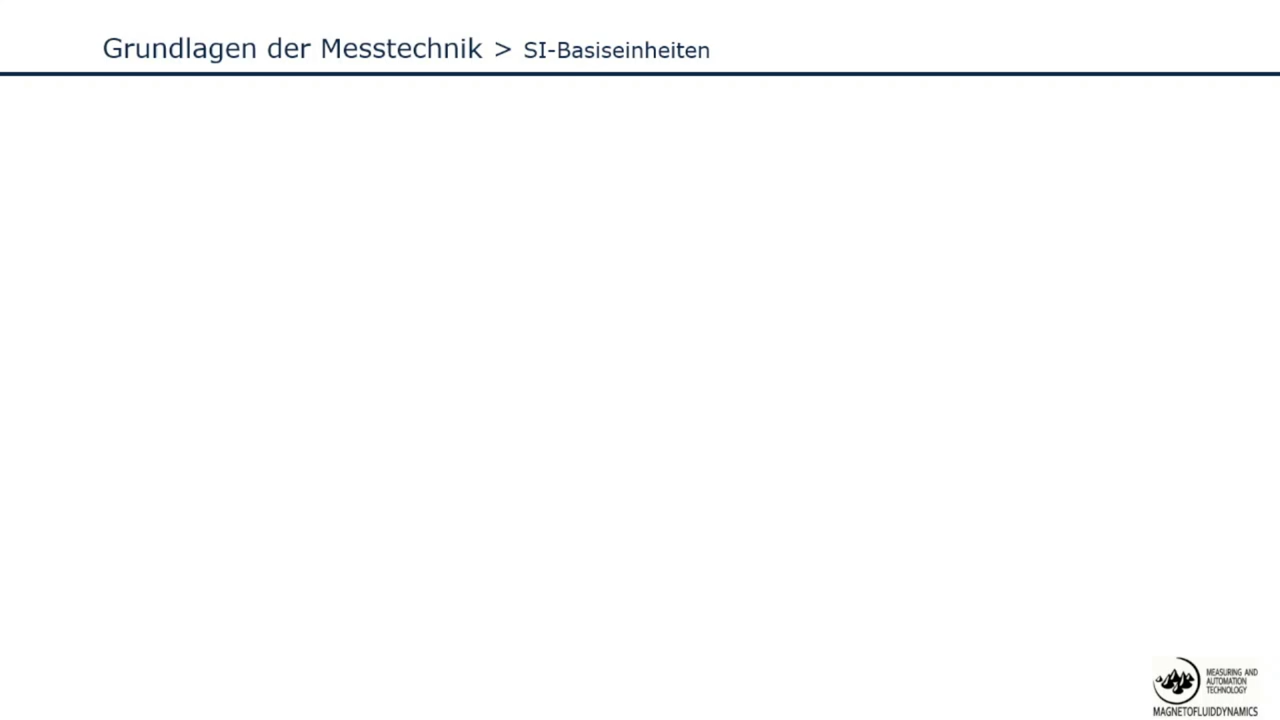 Grundlagen der Messtechnik > SI-Basiseinheiten
MEASURING AND
AUTOMATION
TECHNOLOGY
MAGNETOFLUIDDYNAMICS